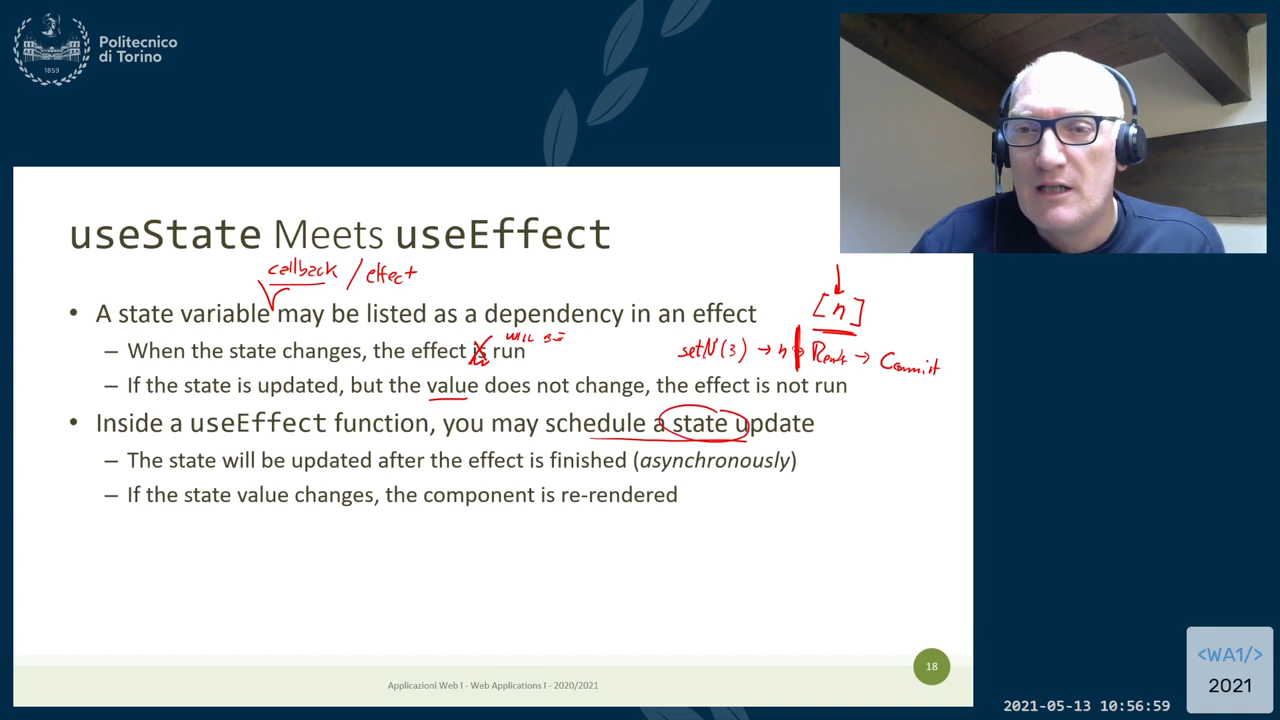 Politecnico
di Torino
1859
useState Meets useEffect
callback / effect
• A state variable may be listed as a dependency in an effect
[n]
– When the state changes, the effect is run
will be
setN(3) → n → Rend → Commit
– If the state is updated, but the value does not change, the effect is not run
• Inside a useEffect function, you may schedule a state update
– The state will be updated after the effect is finished (asynchronously)
– If the state value changes, the component is re-rendered
18
Applicazioni Web I - Web Applications I - 2020/2021
<WA1/>
2021
2021-05-13 10:56:59